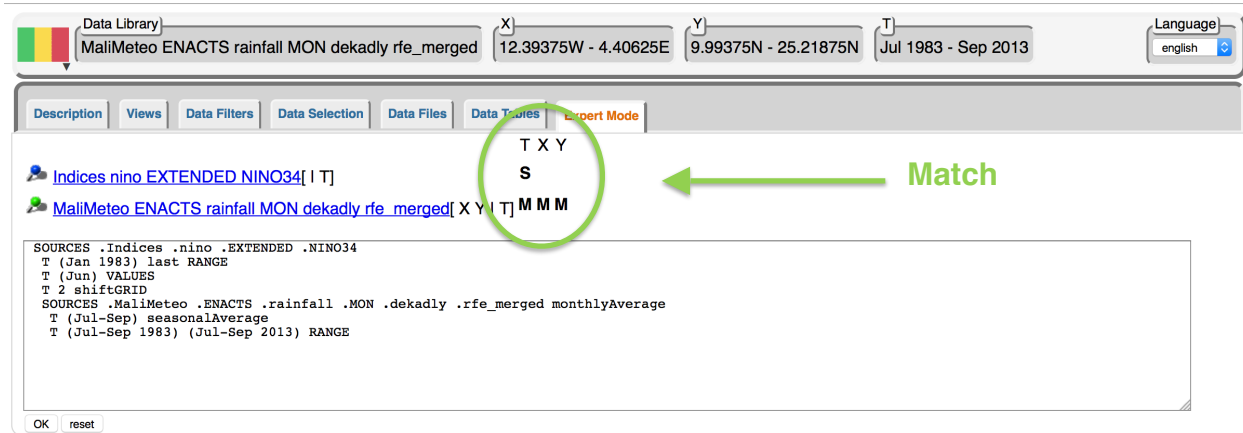 Data Library X Y T Language
MaliMeteo ENACTS rainfall MON dekadly rfe_merged 12.39375W - 4.40625E 9.99375N - 25.21875N Jul 1983 - Sep 2013 english
Description Views Data Filters Data Selection Data Files Data Tables Expert Mode
T X Y
Indices nino EXTENDED NINO34[ | T] S
Match
MaliMeteo ENACTS rainfall MON dekadly rfe_merged[ X Y | T] M M M
SOURCES .Indices .nino .EXTENDED .NINO34
T (Jan 1983) last RANGE
T (Jun) VALUES
T 2 shiftGRID
SOURCES .MaliMeteo .ENACTS .rainfall .MON .dekadly .rfe_merged monthlyAverage
T (Jul-Sep) seasonalAverage
T (Jul-Sep 1983) (Jul-Sep 2013) RANGE
OK reset